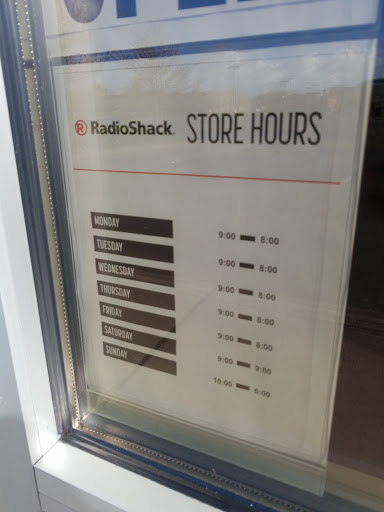 RadioShack. STORE HOURS
MONDAY 9:00 — 8:00
TUESDAY 9:00 — 8:00
WEDNESDAY 9:00 — 8:00
THURSDAY 9:00 — 8:00
FRIDAY 9:00 — 8:00
SATURDAY 9:00 — 9:00
SUNDAY 10:00 — 6:00